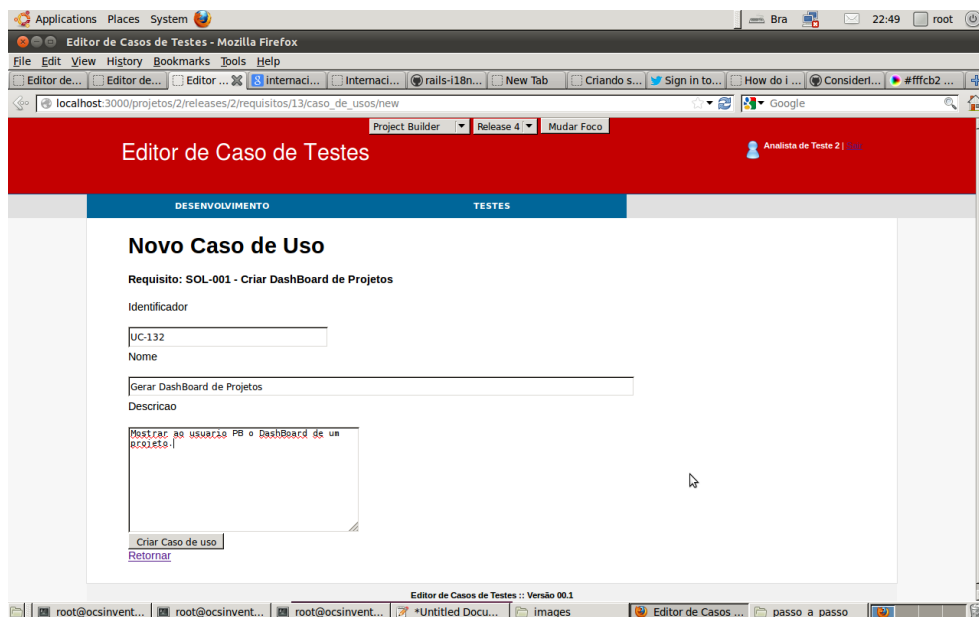 Applications Places System Bra 22:49 root
Editor de Casos de Testes - Mozilla Firefox
File Edit View History Bookmarks Tools Help
Editor de... Editor de... Editor ... internaci... Internaci... rails-i18n... New Tab Criando s... Sign in to... How do i ... ConsiderI... #fffcb2 ...
localhost:3000/projetos/2/releases/2/requisitos/13/caso_de_usos/new Google
Project Builder Release 4 Mudar Foco
Editor de Caso de Testes Analista de Teste 2 |
DESENVOLVIMENTO TESTES
Novo Caso de Uso
Requisito: SOL-001 - Criar DashBoard de Projetos
Identificador
UC-132
Nome
Gerar DashBoard de Projetos
Descricao
Mostrar ao usuario PB o DashBoard de um
projeto.
Criar Caso de uso
Retornar
Editor de Casos de Testes :: Versão 00.1
root@ocsinvent... root@ocsinvent... root@ocsinvent... *Untitled Docu... images Editor de Casos ... passo a passo